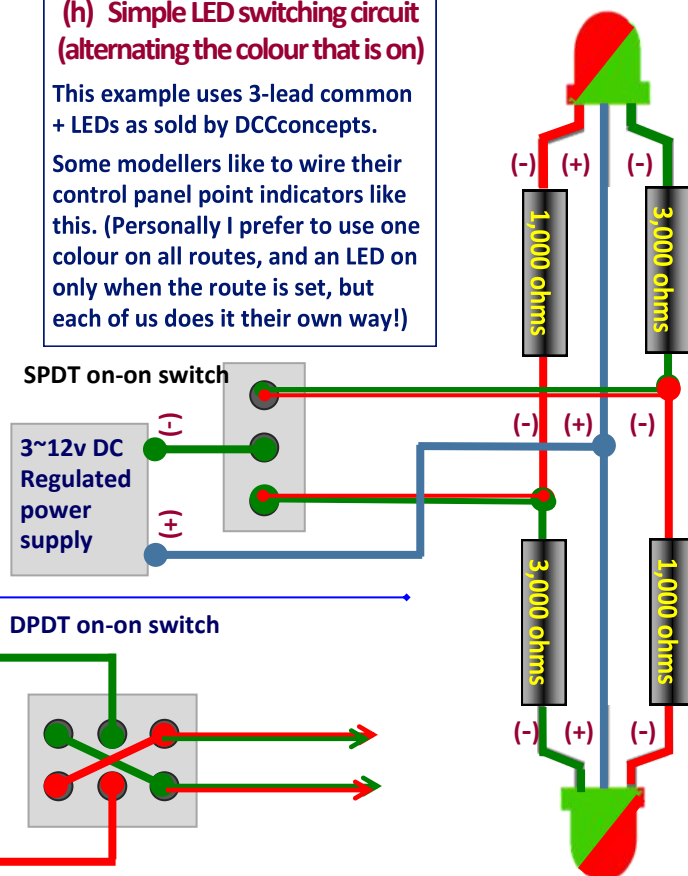 (h) Simple LED switching circuit
(alternating the colour that is on)
This example uses 3-lead common
+ LEDs as sold by DCCconcepts.
Some modellers like to wire their
control panel point indicators like
this. (Personally I prefer to use one
colour on all routes, and an LED on
only when the route is set, but
each of us does it their own way!)
(-) (+) (-)
1,000 ohms
3,000 ohms
SPDT on-on switch
(-)
3~12v DC
Regulated
power
supply
(+)
(-) (+) (-)
3,000 ohms
1,000 ohms
DPDT on-on switch
(-) (+) (-)